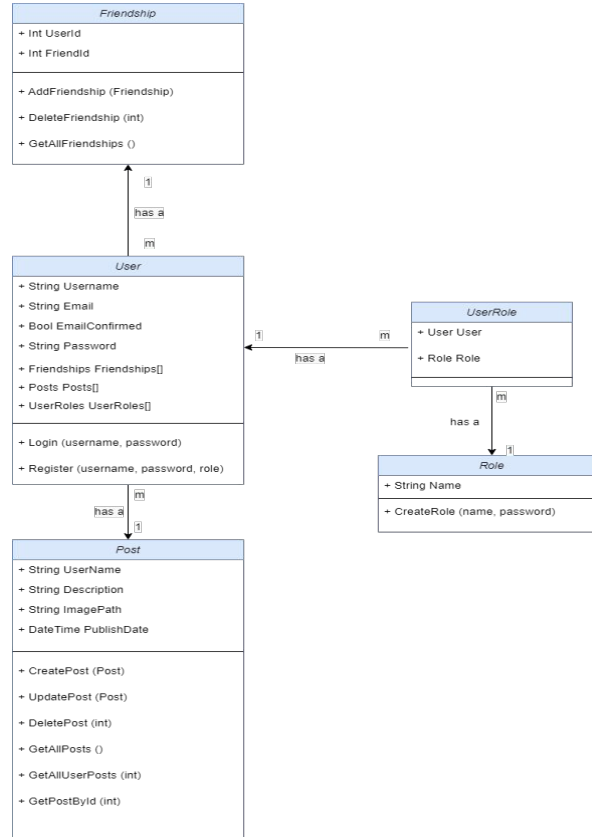 Friendship
+ Int UserId
+ Int FriendId
+ AddFriendship (Friendship)
+ DeleteFriendship (int)
+ GetAllFriendships ()
1
has a
m
User
+ String Username
+ String Email
+ Bool EmailConfirmed
+ String Password
+ Friendships Friendships[]
+ Posts Posts[]
+ UserRoles UserRoles[]
+ Login (username, password)
+ Register (username, password, role)
1
has a
m
UserRole
+ User User
+ Role Role
m
has a
1
Role
+ String Name
+ CreateRole (name, password)
m
has a
1
Post
+ String UserName
+ String Description
+ String ImagePath
+ DateTime PublishDate
+ CreatePost (Post)
+ UpdatePost (Post)
+ DeletePost (int)
+ GetAllPosts ()
+ GetAllUserPosts (int)
+ GetPostById (int)